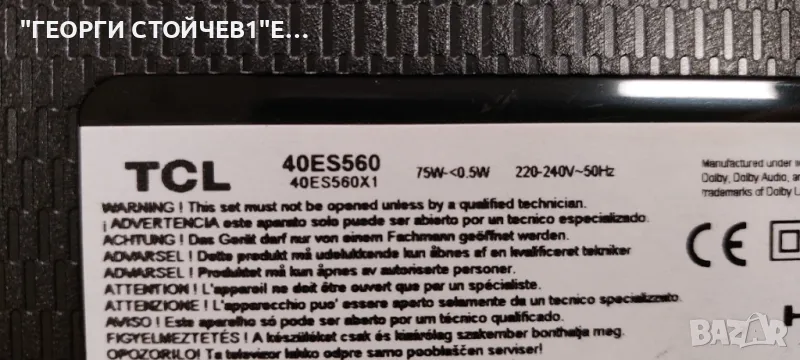 "ГЕОРГИ СТОЙЧЕВ1"Е...
TCL
40ES560
40ES560X1
75W-<0.5W
220-240V~50Hz
Manufactured under
Dolby, Dolby Audio, an
trademarks of Dolby L
WARNING ! This set must not be opened unless by a qualified technician.
¡ ADVERTENCIA este aparato solo puede ser abierto por un tecnico especializado.
ACHTUNG ! Das Gerät darf nur von einem Fachmann geöffnet werden.
ADVARSEL ! Dette produkt må udelukkende kun åbnes af en kvalificeret tekniker
ADVARSEL ! Produktet må kun åpnes av autoriserte personer.
ATTENTION ! L'appareil ne doit être ouvert que par un spécialiste.
ATTENZIONE ! L'apparecchio puo' essere aperto solamente da un tecnico specializzato.
AVISO ! Este aparelho só pode ser aberto por um técnico qualificado.
FIGYELMEZTETÉS ! A készüléket csak és kizárólag szakember bonthatja meg.
OPOZORILO! Ta televizor lahko odpre samo pooblaščen serviser!
CE
BAZAR